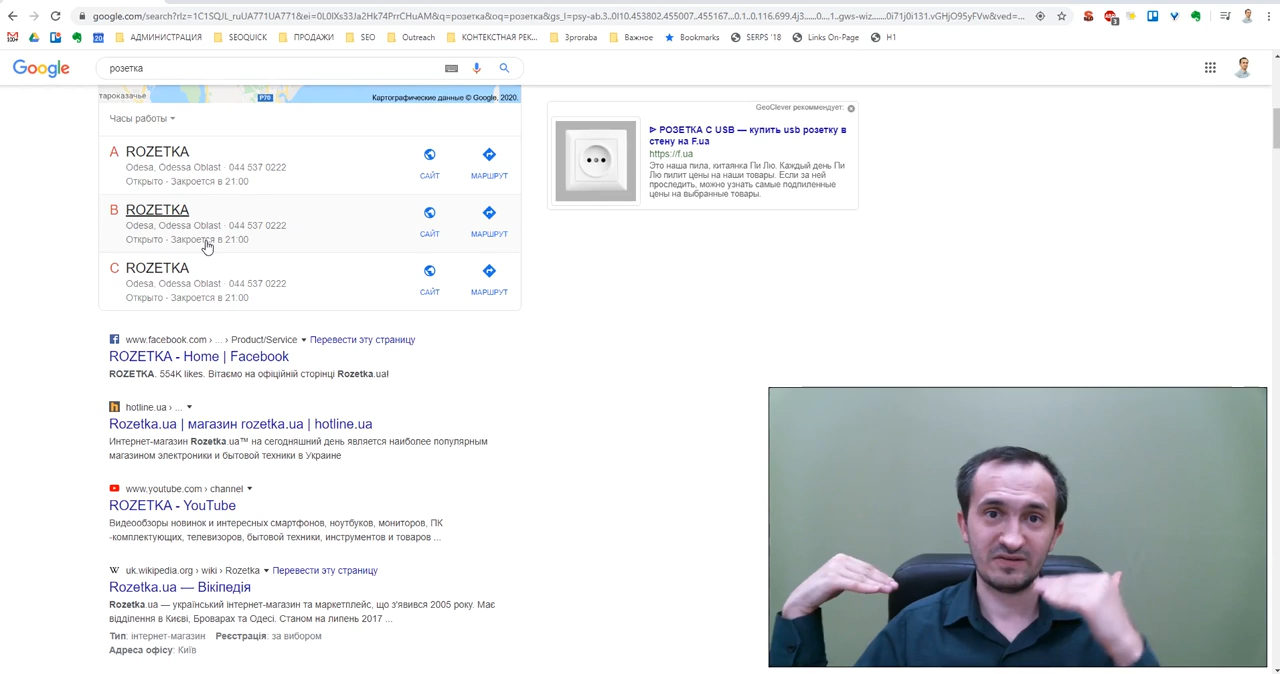 google.com/search?rlz=1C1SQJL_ruUA771UA771&ei=0L0IXs33Ja2Hk74PrrCHuAM&q=розетка&oq=розетка&gs_l=psy-ab.3..0l10.453802.455007..455167...0.1..0.116.699.4j3......0....1..gws-wiz.......0i71j0i131.vGHjO95yFVw&ved=...
АДМИНИСТРАЦИЯ SEOQUICK ПРОДАЖИ SEO Outreach КОНТЕКСТНАЯ РЕК... 3proraba Важное Bookmarks SERPS '18 Links On-Page H1
Google розетка
тароказачье Р70 Картографические данные © Google, 2020.
Часы работы
A ROZETKA
Odesa, Odessa Oblast · 044 537 0222
Открыто · Закроется в 21:00
САЙТ МАРШРУТ
B ROZETKA
Odesa, Odessa Oblast · 044 537 0222
Открыто · Закроется в 21:00
САЙТ МАРШРУТ
C ROZETKA
Odesa, Odessa Oblast · 044 537 0222
Открыто · Закроется в 21:00
САЙТ МАРШРУТ
GeoClever рекомендует:
ᐈ РОЗЕТКА С USB — купить usb розетку в
стену на F.ua
https://f.ua
Это наша пила, китаянка Пи Лю. Каждый день Пи
Лю пилит цены на наши товары. Если за ней
проследить, можно узнать самые подпиленные
цены на выбранные товары.
www.facebook.com › ... › Product/Service Перевести эту страницу
ROZETKA - Home | Facebook
ROZETKA. 554K likes. Вітаємо на офіційній сторінці Rozetka.ua!
hotline.ua › ...
Rozetka.ua | магазин rozetka.ua | hotline.ua
Интернет-магазин Rozetka.ua™ на сегодняшний день является наиболее популярным
магазином электроники и бытовой техники в Украине
www.youtube.com › channel
ROZETKA - YouTube
Видеообзоры новинок и интересных смартфонов, ноутбуков, мониторов, ПК
-комплектующих, телевизоров, бытовой техники, инструментов и товаров ...
uk.wikipedia.org › wiki › Rozetka Перевести эту страницу
Rozetka.ua — Вікіпедія
Rozetka.ua — український інтернет-магазин та маркетплейс, що з'явився 2005 року. Має
відділення в Києві, Броварах та Одесі. Станом на липень 2017 ...
Тип: інтернет-магазин Реєстрація: за вибором
Адреса офісу: Київ